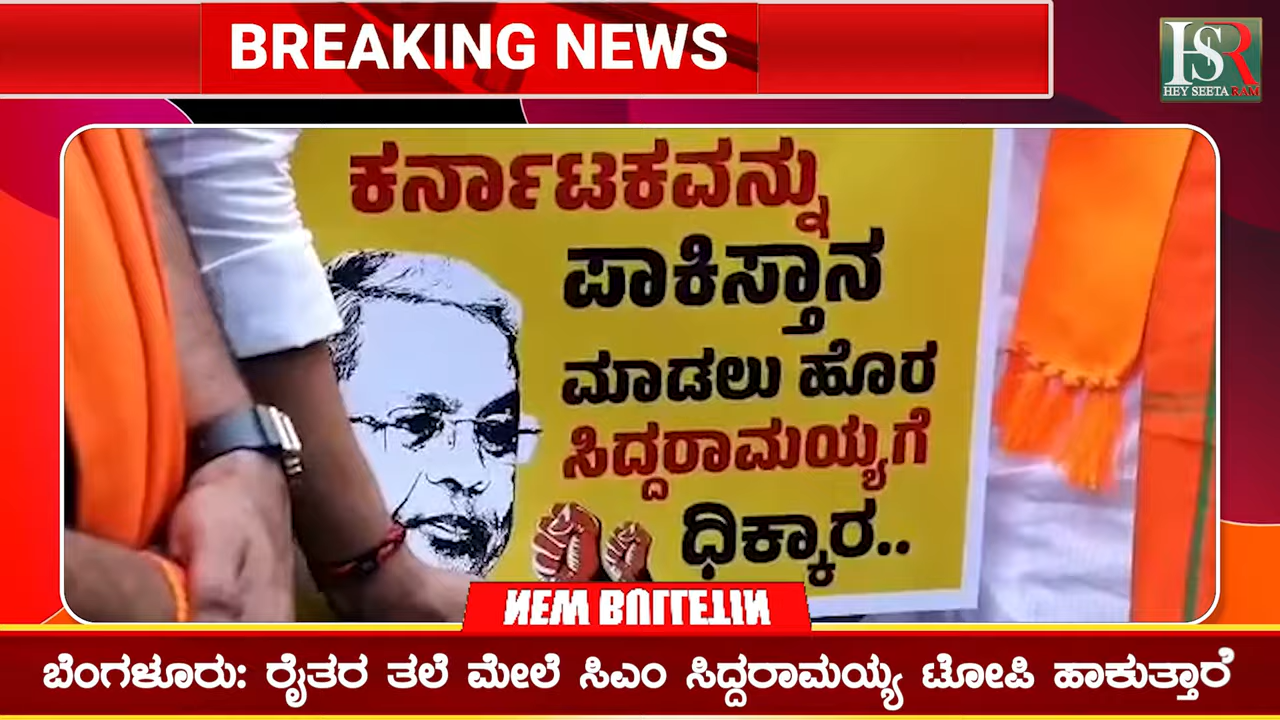 BREAKING NEWS
HSR
HEY SEETA RAM
ಕರ್ನಾಟಕವನ್ನು
ಪಾಕಿಸ್ತಾನ
ಮಾಡಲು ಹೊರ
ಸಿದ್ದರಾಮಯ್ಯಗೆ
ಧಿಕ್ಕಾರ..
NEW BULLETIN
ಬೆಂಗಳೂರು: ರೈತರ ತಲೆ ಮೇಲೆ ಸಿಎಂ ಸಿದ್ದರಾಮಯ್ಯ ಟೋಪಿ ಹಾಕುತ್ತಾರೆ